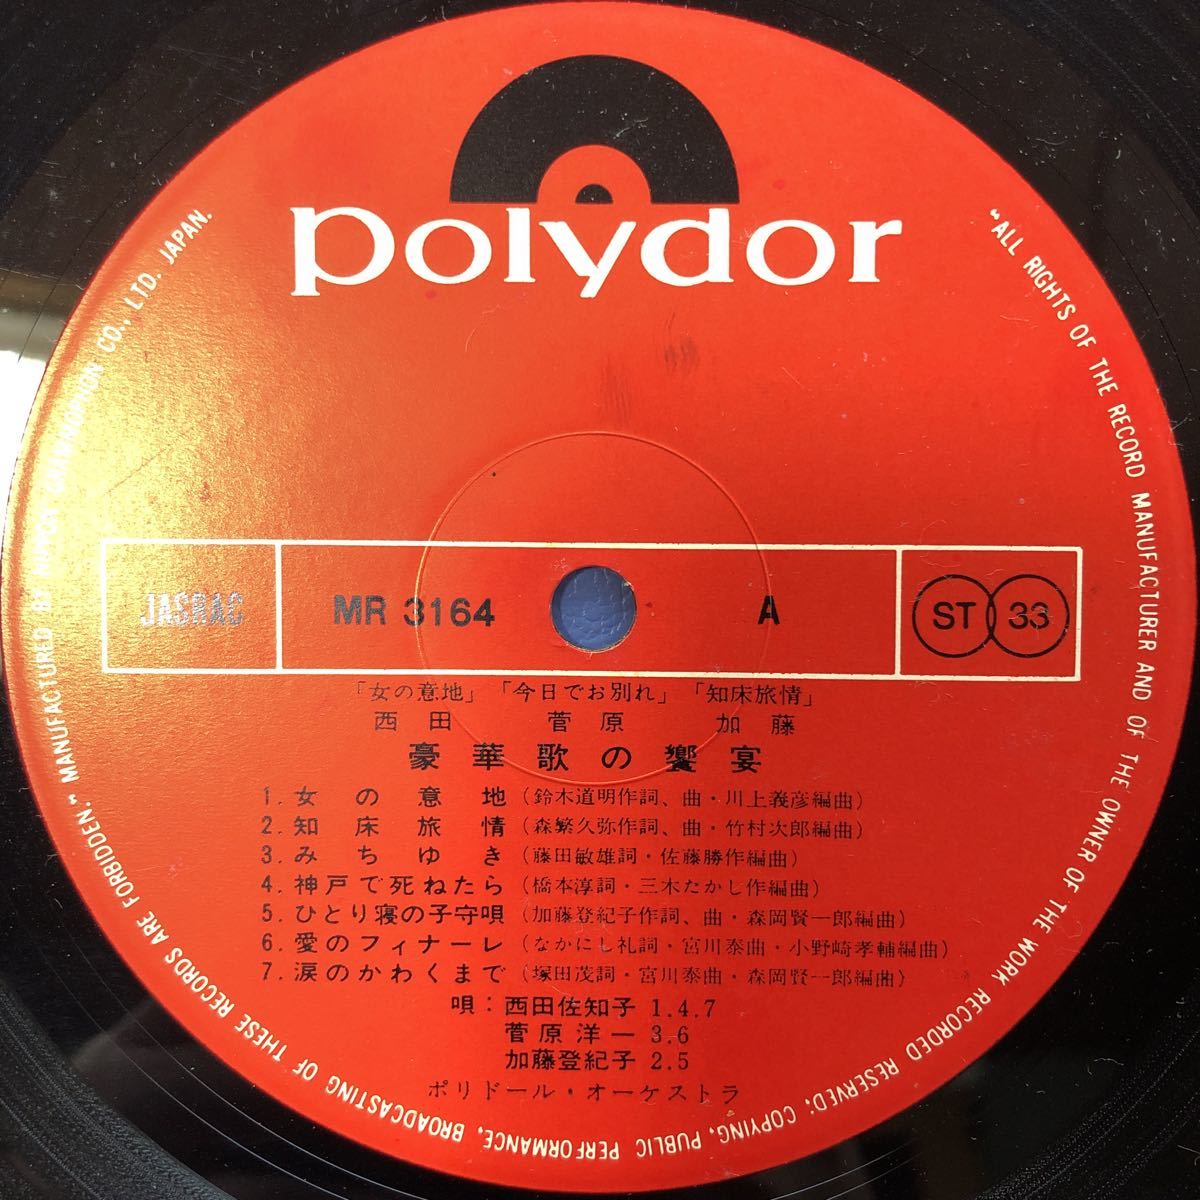 polydor
JASRAC MR 3164 A ST 33
「女の意地」「今日でお別れ」「知床旅情」
西田 菅原 加藤
豪華歌の饗宴
1. 女の意地(鈴木道明作詞、曲・川上義彦編曲)
2. 知床旅情(森繁久弥作詞、曲・竹村次郎編曲)
3. みちゆき(藤田敏雄詞・佐藤勝作編曲)
4. 神戸で死ねたら(橋本淳詞・三木たかし作編曲)
5. ひとり寝の子守唄(加藤登紀子作詞、曲・森岡賢一郎編曲)
6. 愛のフィナーレ(なかにし礼詞・宮川泰曲・小野崎孝輔編曲)
7. 涙のかわくまで(塚田茂詞・宮川泰曲・森岡賢一郎編曲)
唄：西田佐知子 1.4.7
菅原洋一 3.6
加藤登紀子 2.5
ポリドール・オーケストラ
"ALL RIGHTS OF THE RECORD MANUFACTURER AND OF THE OWNER OF THE WORK RECORDED RESERVED; COPYING, PUBLIC PERFORMANCE, BROADCASTING OF THESE RECORDS ARE FORBIDDEN." MANUFACTURED BY NIPPON GRAMMOPHON CO., LTD. JAPAN.